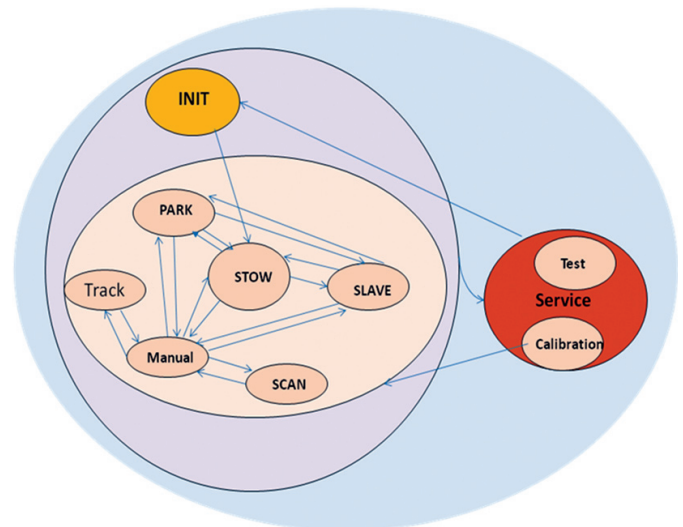 INIT
PARK
STOW
Track
SLAVE
Manual
SCAN
Test
Service
Calibration